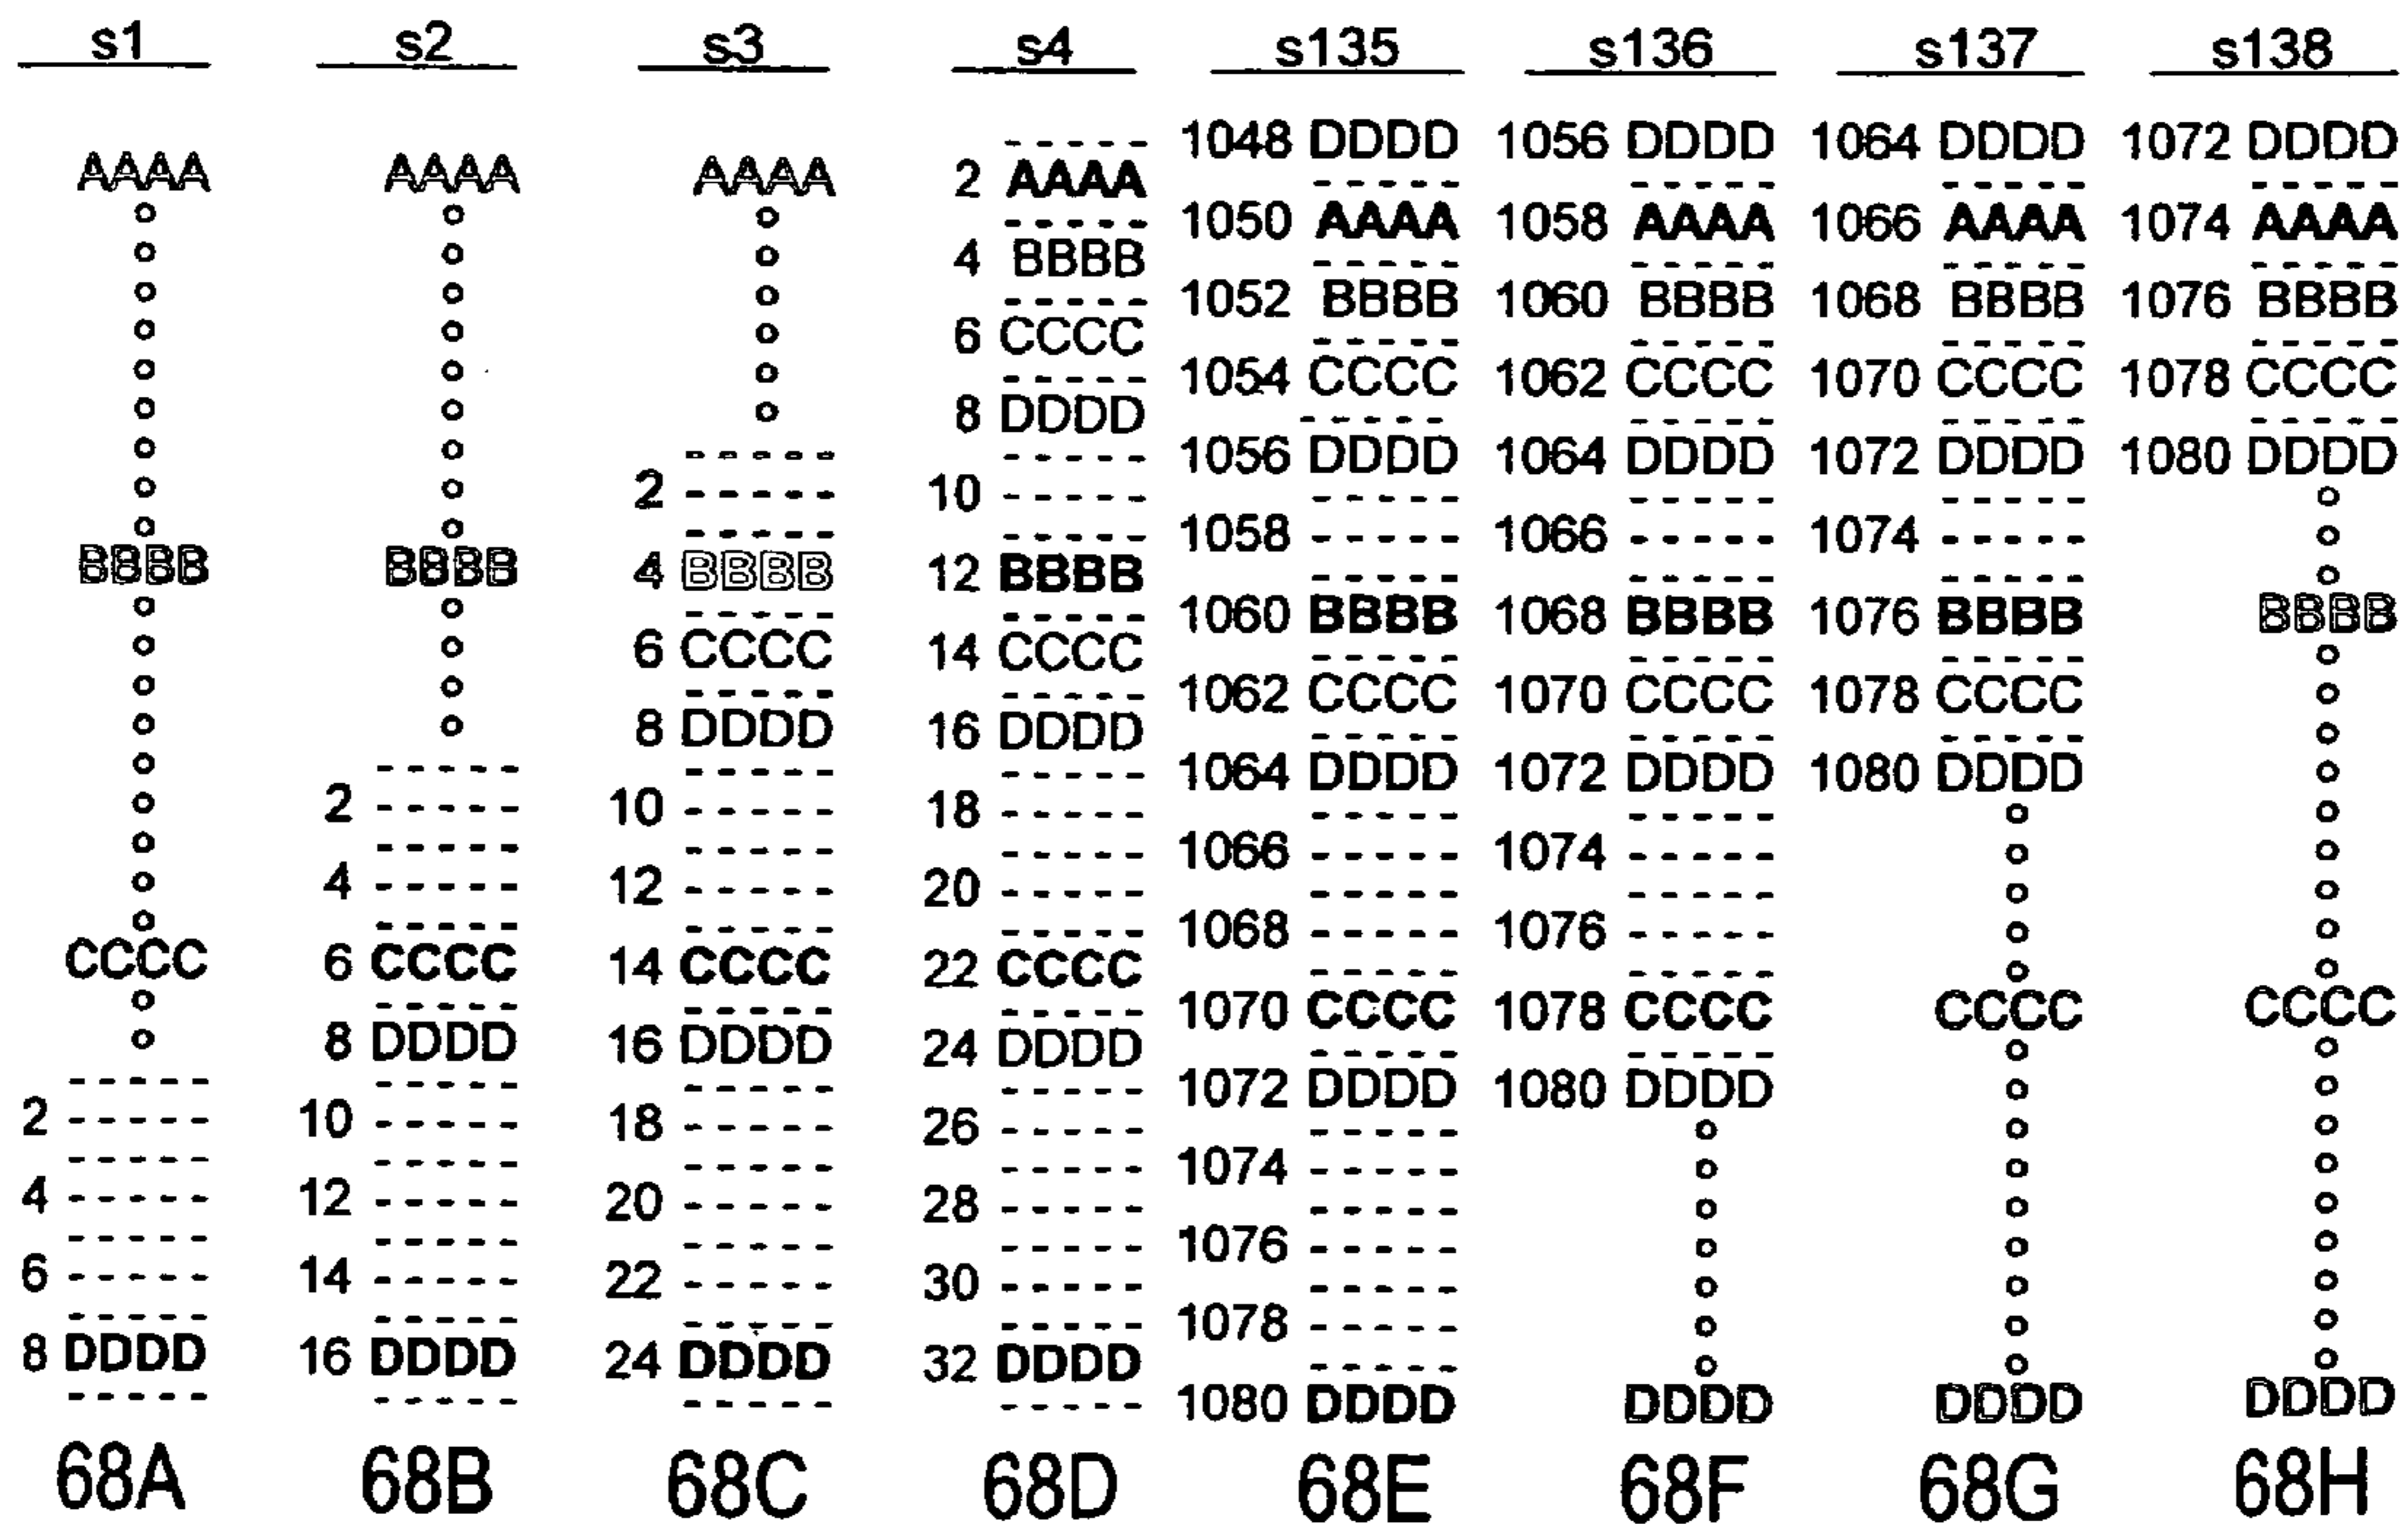 s1
AAAA
BBBB
CCCC
2
4
6
8 DDDD
68A
s2
AAAA
BBBB
2
4
6 CCCC
8 DDDD
10
12
14
16 DDDD
68B
s3
AAAA
2
4 BBBB
6 CCCC
8 DDDD
10
12
14 CCCC
16 DDDD
18
20
22
24 DDDD
68C
s4
2 AAAA
4 BBBB
6 CCCC
8 DDDD
10
12 BBBB
14 CCCC
16 DDDD
18
20
22 CCCC
24 DDDD
26
28
30
32 DDDD
68D
s135
1048 DDDD
1050 AAAA
1052 BBBB
1054 CCCC
1056 DDDD
1058
1060 BBBB
1062 CCCC
1064 DDDD
1066
1068
1070 CCCC
1072 DDDD
1074
1076
1078
1080 DDDD
68E
s136
1056 DDDD
1058 AAAA
1060 BBBB
1062 CCCC
1064 DDDD
1066
1068 BBBB
1070 CCCC
1072 DDDD
1074
1076
1078 CCCC
1080 DDDD
DDDD
68F
s137
1064 DDDD
1066 AAAA
1068 BBBB
1070 CCCC
1072 DDDD
1074
1076 BBBB
1078 CCCC
1080 DDDD
CCCC
DDDD
68G
s138
1072 DDDD
1074 AAAA
1076 BBBB
1078 CCCC
1080 DDDD
BBBB
CCCC
DDDD
68H